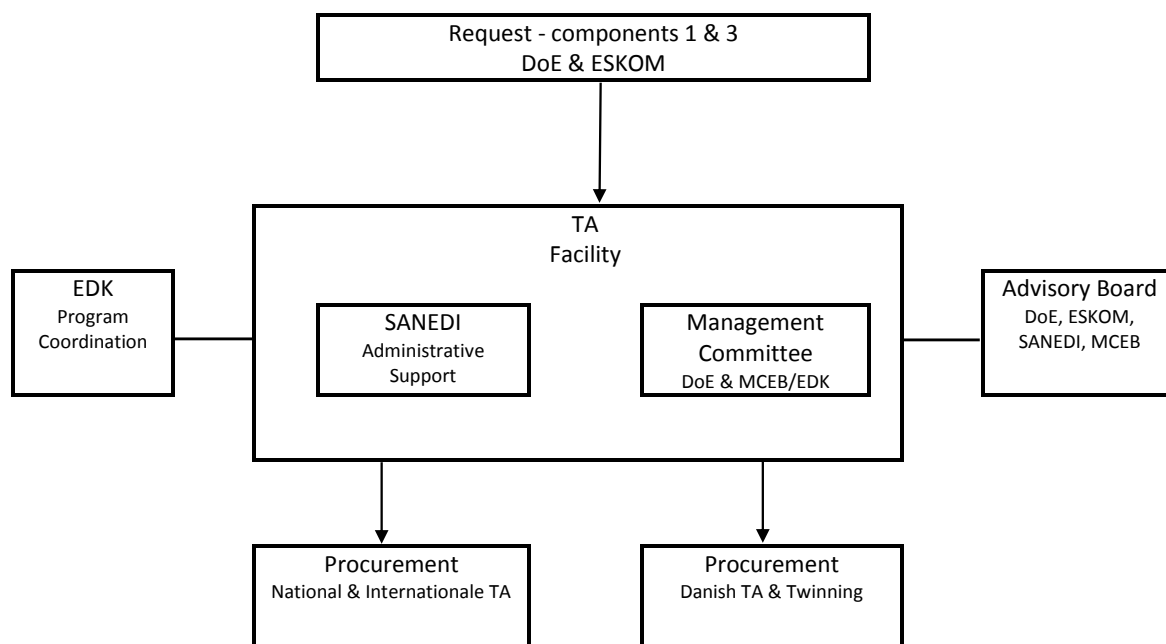 Request - components 1 & 3
DoE & ESKOM
TA
Facility
EDK
Program
Coordination
SANEDI
Administrative
Support
Management
Committee
DoE & MCEB/EDK
Advisory Board
DoE, ESKOM,
SANEDI, MCEB
Procurement
National & Internationale TA
Procurement
Danish TA & Twinning